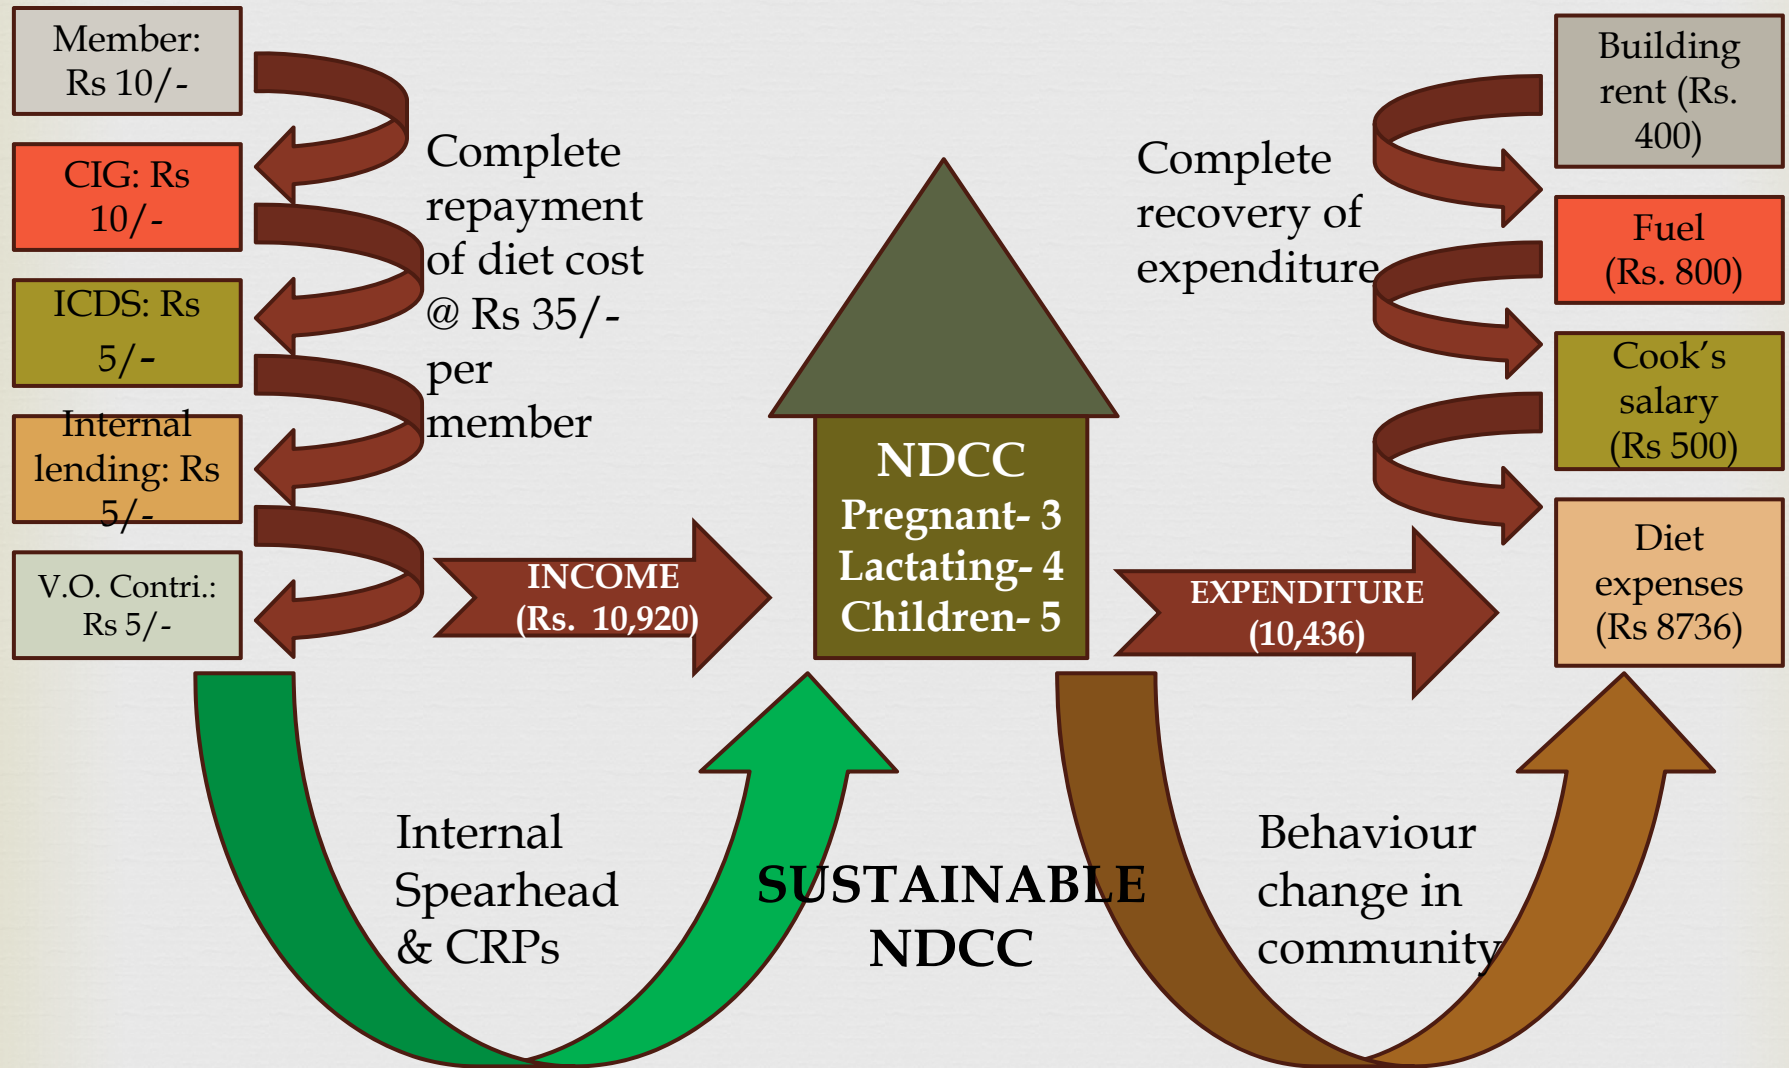 Member:
Rs 10/-
CIG: Rs
10/-
ICDS: Rs
5/-
Internal
lending: Rs
5/-
V.O. Contri.:
Rs 5/-
Complete
repayment
of diet cost
@ Rs 35/-
per
member
INCOME
(Rs.  10,920)
NDCC
Pregnant- 3
Lactating- 4
Children- 5
Complete
recovery of
expenditure
EXPENDITURE
(10,436)
Building
rent (Rs.
400)
Fuel
(Rs. 800)
Cook’s
salary
(Rs 500)
Diet
expenses
(Rs 8736)
Internal
Spearhead
& CRPs
SUSTAINABLE
NDCC
Behaviour
change in
community